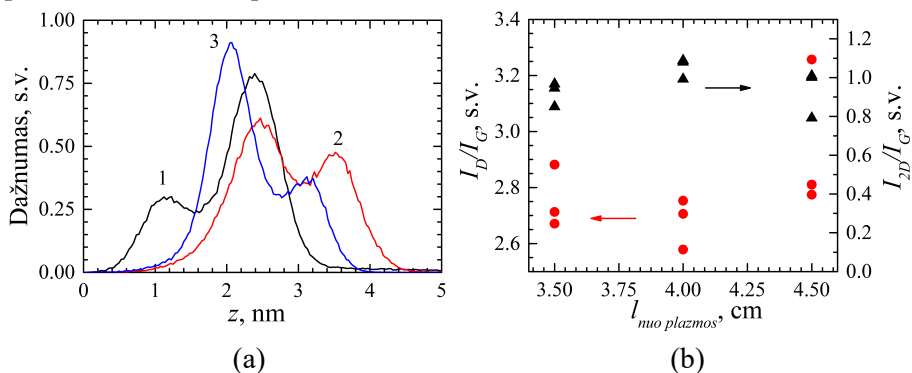 Dažnumas, s.v.
1.00
0.75
0.50
0.25
0.00
3
1
2
0 1 2 3 4 5
z, nm
(a)
I_D/I_G, s.v.
3.4
3.2
3.0
2.8
2.6
1.2
1.0
0.8
0.6
0.4
0.2
0.0
I_2D/I_G, s.v.
3.50 3.75 4.00 4.25 4.50
l_nuo plazmos, cm
(b)